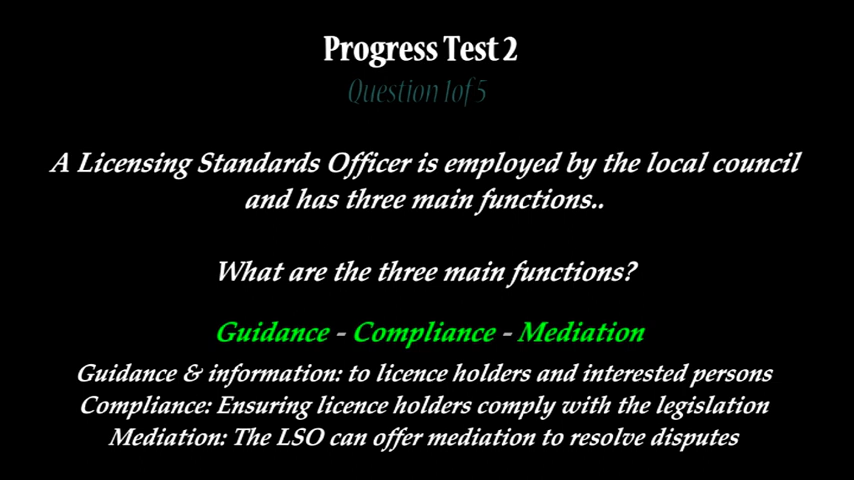 Progress Test 2
Question 1of 5
A Licensing Standards Officer is employed by the local council
and has three main functions..
What are the three main functions?
Guidance - Compliance - Mediation
Guidance & information: to licence holders and interested persons
Compliance: Ensuring licence holders comply with the legislation
Mediation: The LSO can offer mediation to resolve disputes